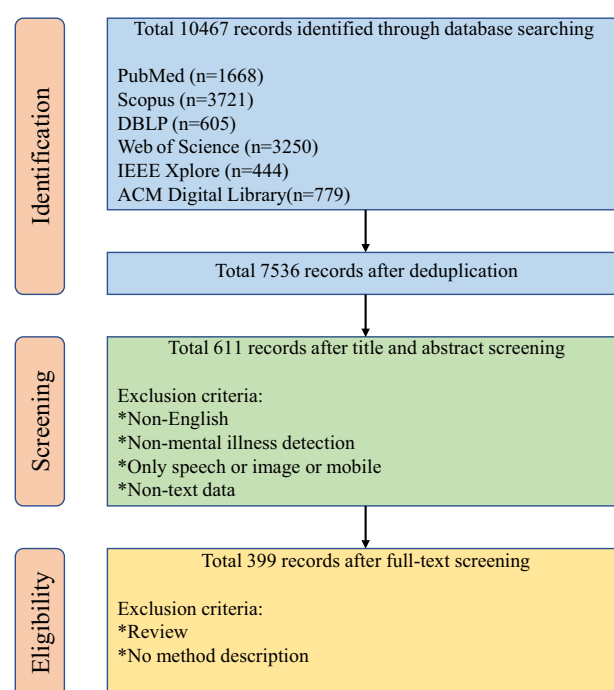 Identification
Total 10467 records identified through database searching
PubMed (n=1668)
Scopus (n=3721)
DBLP (n=605)
Web of Science (n=3250)
IEEE Xplore (n=444)
ACM Digital Library(n=779)
Total 7536 records after deduplication
Screening
Total 611 records after title and abstract screening
Exclusion criteria:
*Non-English
*Non-mental illness detection
*Only speech or image or mobile
*Non-text data
Eligibility
Total 399 records after full-text screening
Exclusion criteria:
*Review
*No method description